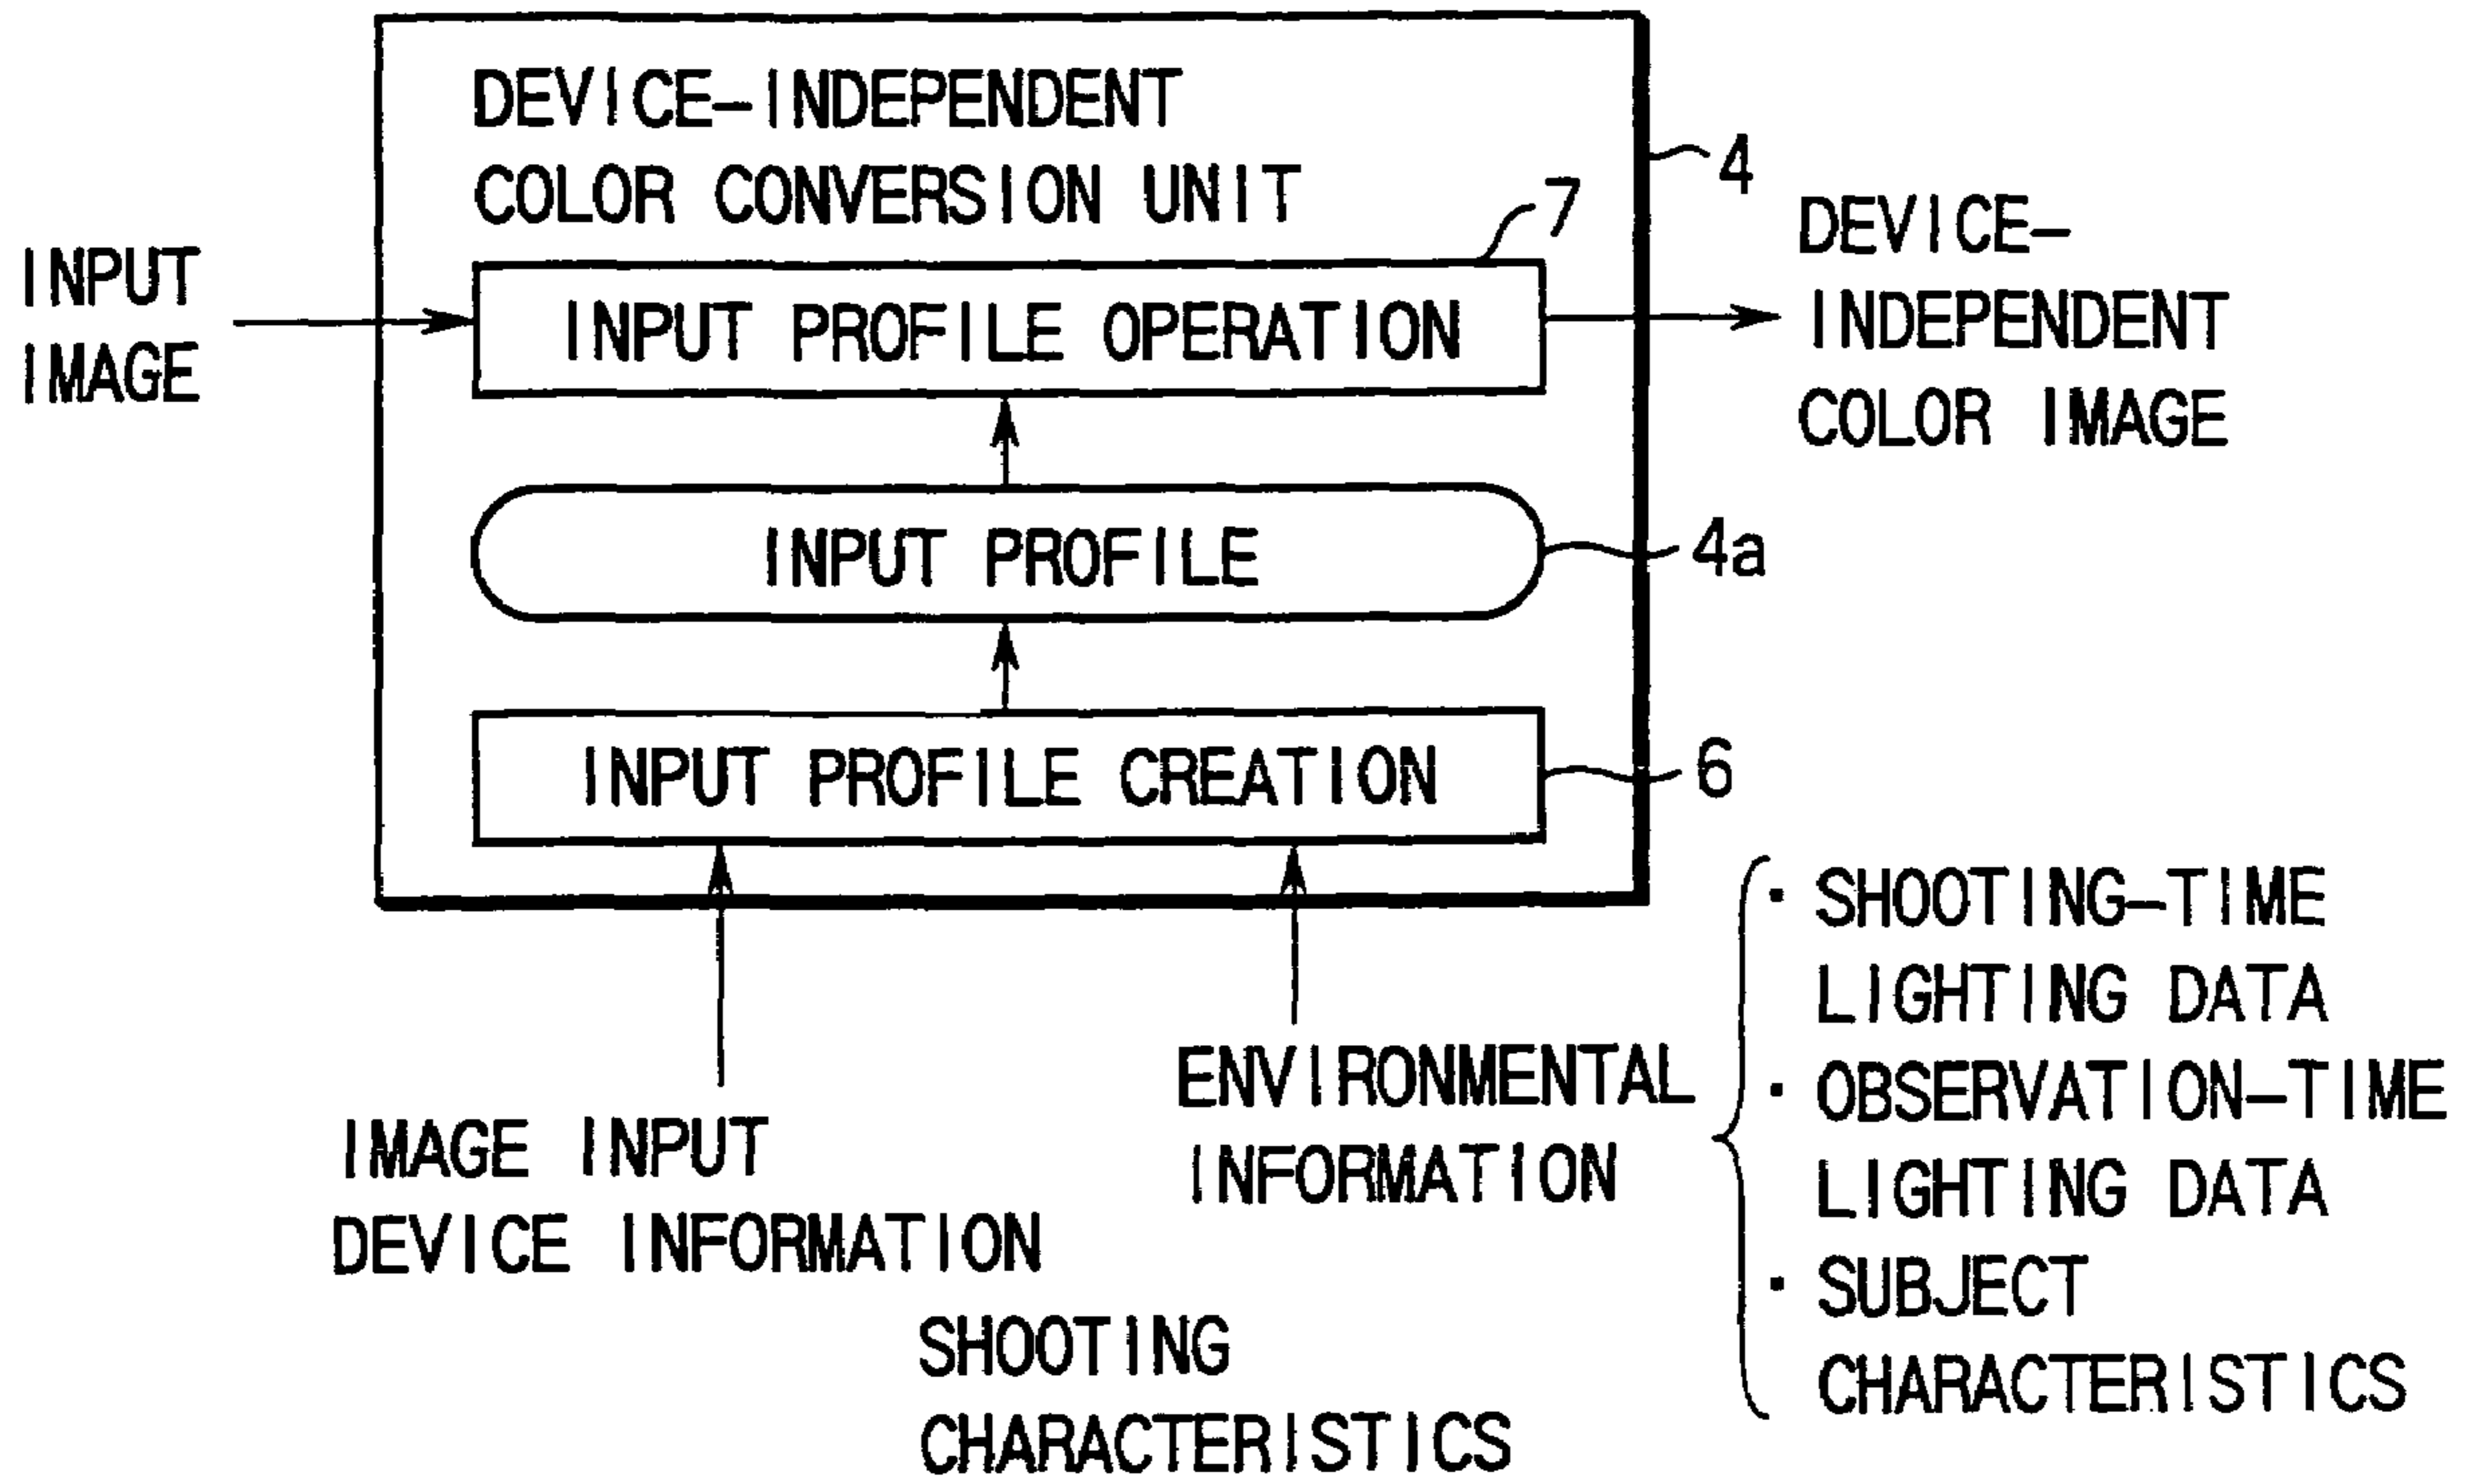 DEVICE-INDEPENDENT
COLOR CONVERSION UNIT
4
7
INPUT
IMAGE
INPUT PROFILE OPERATION
DEVICE-
INDEPENDENT
COLOR IMAGE
INPUT PROFILE
4a
INPUT PROFILE CREATION
6
IMAGE INPUT
DEVICE INFORMATION
SHOOTING
CHARACTERISTICS
ENVIRONMENTAL
INFORMATION
· SHOOTING-TIME
LIGHTING DATA
· OBSERVATION-TIME
LIGHTING DATA
· SUBJECT
CHARACTERISTICS